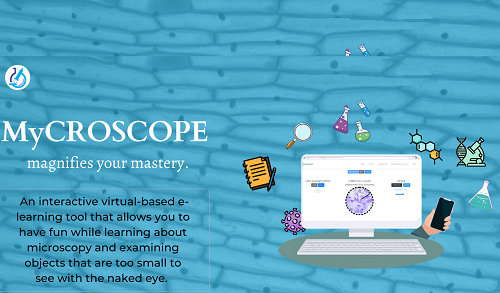 MyCROSCOPE
magnifies your mastery.
An interactive virtual-based e-
learning tool that allows you to
have fun while learning about
microscopy and examining
objects that are too small to
see with the naked eye.